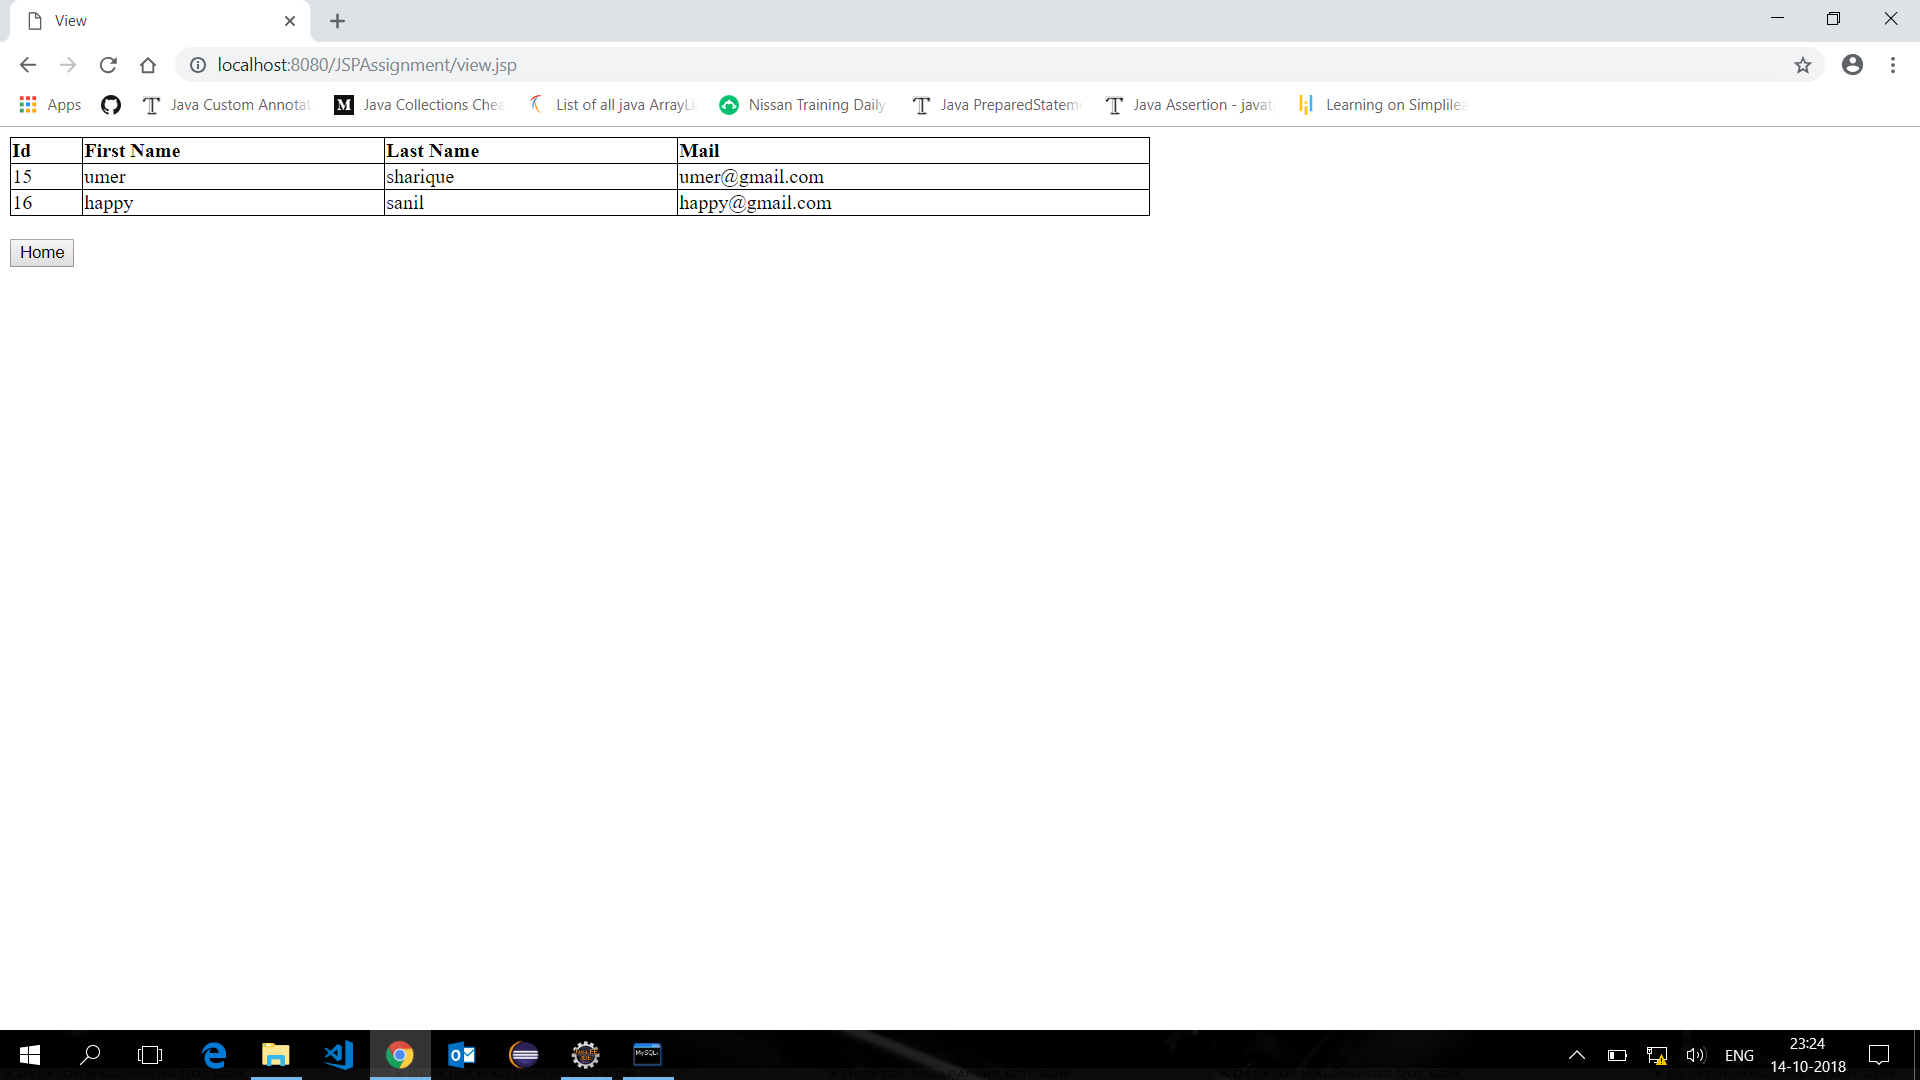 View
localhost:8080/JSPAssignment/view.jsp
Apps Java Custom Annotat Java Collections Chea List of all java ArrayLi Nissan Training Daily Java PreparedStatem Java Assertion - javat Learning on Simplilea
Id First Name Last Name Mail
15 umer sharique umer@gmail.com
16 happy sanil happy@gmail.com
Home
ENG
23:24
14-10-2018